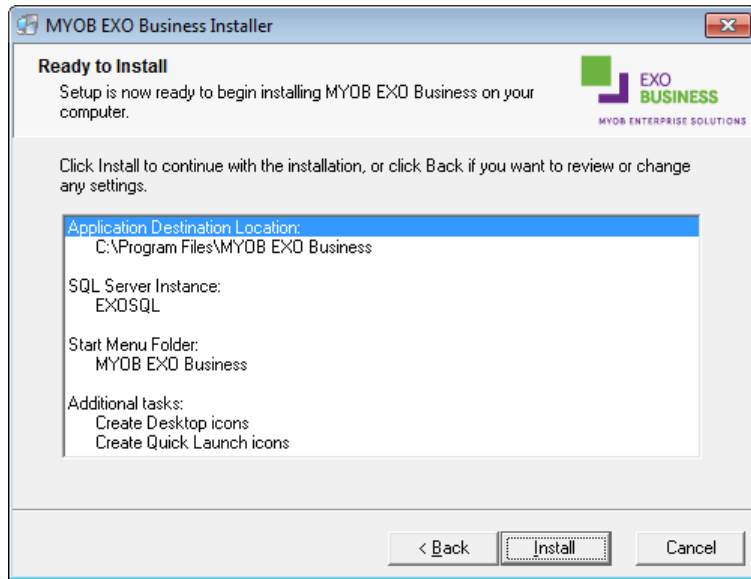 MYOB EXO Business Installer
Ready to Install
Setup is now ready to begin installing MYOB EXO Business on your
computer.
EXO
BUSINESS
MYOB ENTERPRISE SOLUTIONS
Click Install to continue with the installation, or click Back if you want to review or change
any settings.
Application Destination Location:
C:\Program Files\MYOB EXO Business
SQL Server Instance:
EXOSQL
Start Menu Folder:
MYOB EXO Business
Additional tasks:
Create Desktop icons
Create Quick Launch icons
< Back
Install
Cancel